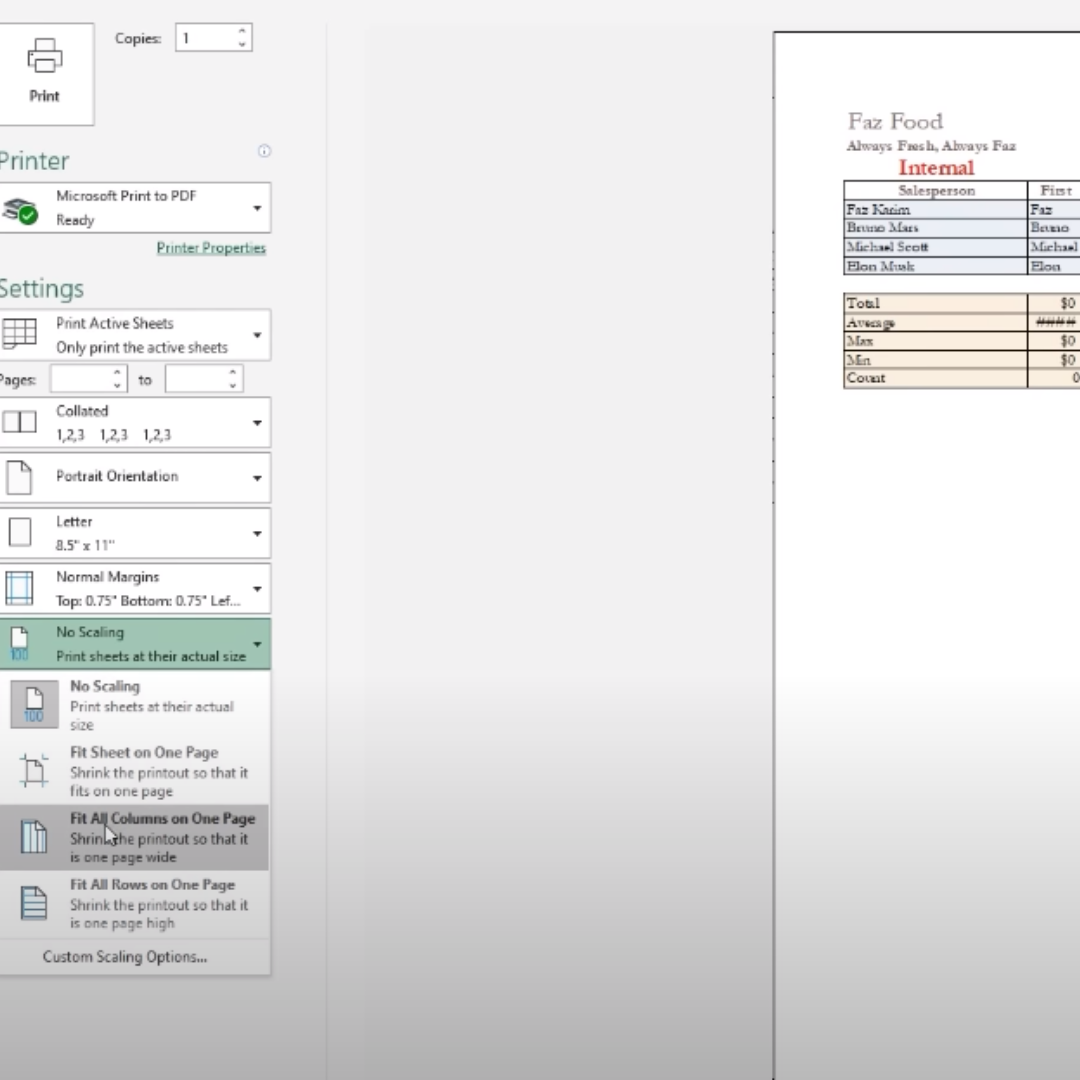 Copies: 1
Print
Printer
Microsoft Print to PDF
Ready
Printer Properties
Settings
Print Active Sheets
Only print the active sheets
Pages: to
Collated
1,2,3 1,2,3 1,2,3
Portrait Orientation
Letter
8.5" x 11"
Normal Margins
Top: 0.75" Bottom: 0.75" Lef...
No Scaling
Print sheets at their actual size
100
No Scaling
Print sheets at their actual
size
100
Fit Sheet on One Page
Shrink the printout so that it
fits on one page
Fit All Columns on One Page
Shrink the printout so that it
is one page wide
Fit All Rows on One Page
Shrink the printout so that it
is one page high
Custom Scaling Options...
Faz Food
Always Fresh, Always Faz
Internal
Salesperson First
Faz Karim Faz
Bruno Mars Bruno
Michael Scott Michael
Elon Musk Elon
Total $0
Average ####
Max $0
Min $0
Count 0